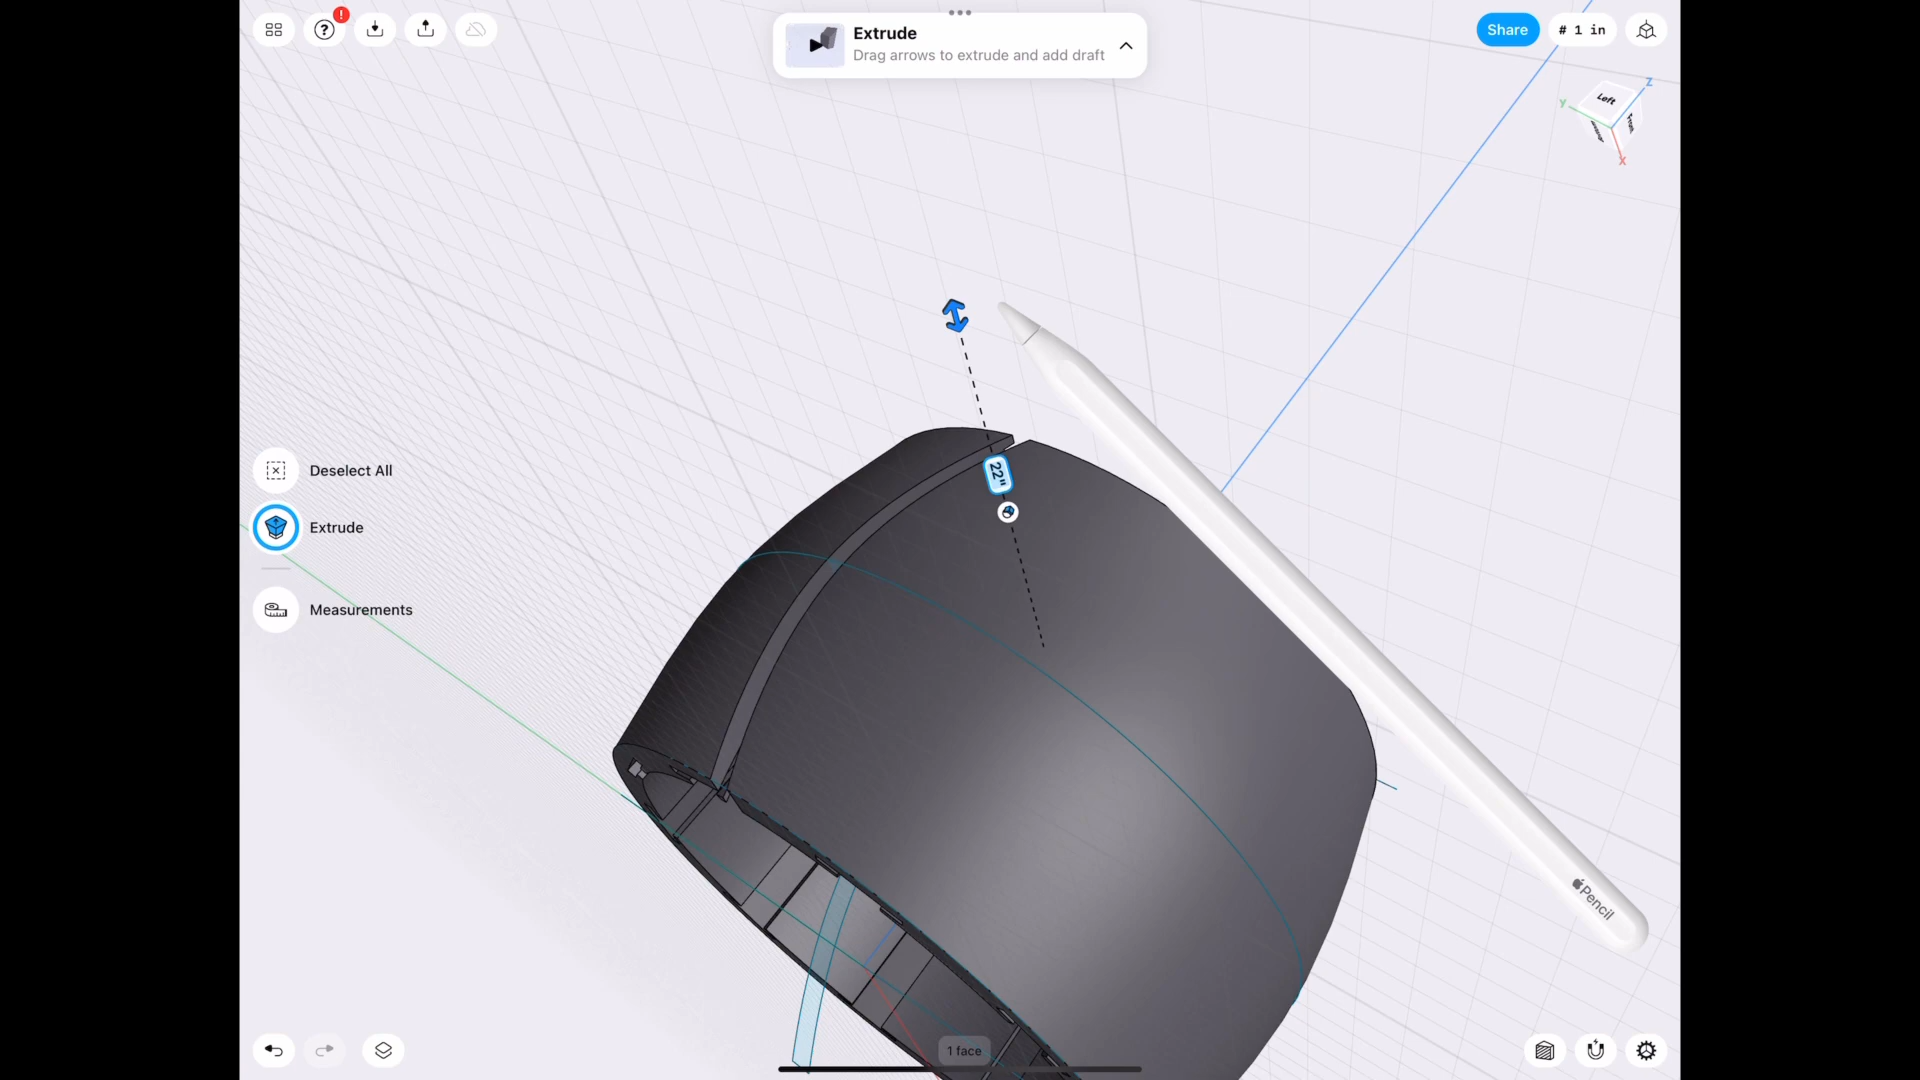 Extrude
Drag arrows to extrude and add draft
Share
# 1 in
Left
Front
Z
Y
X
22"
Deselect All
Extrude
Measurements
Pencil
1 face